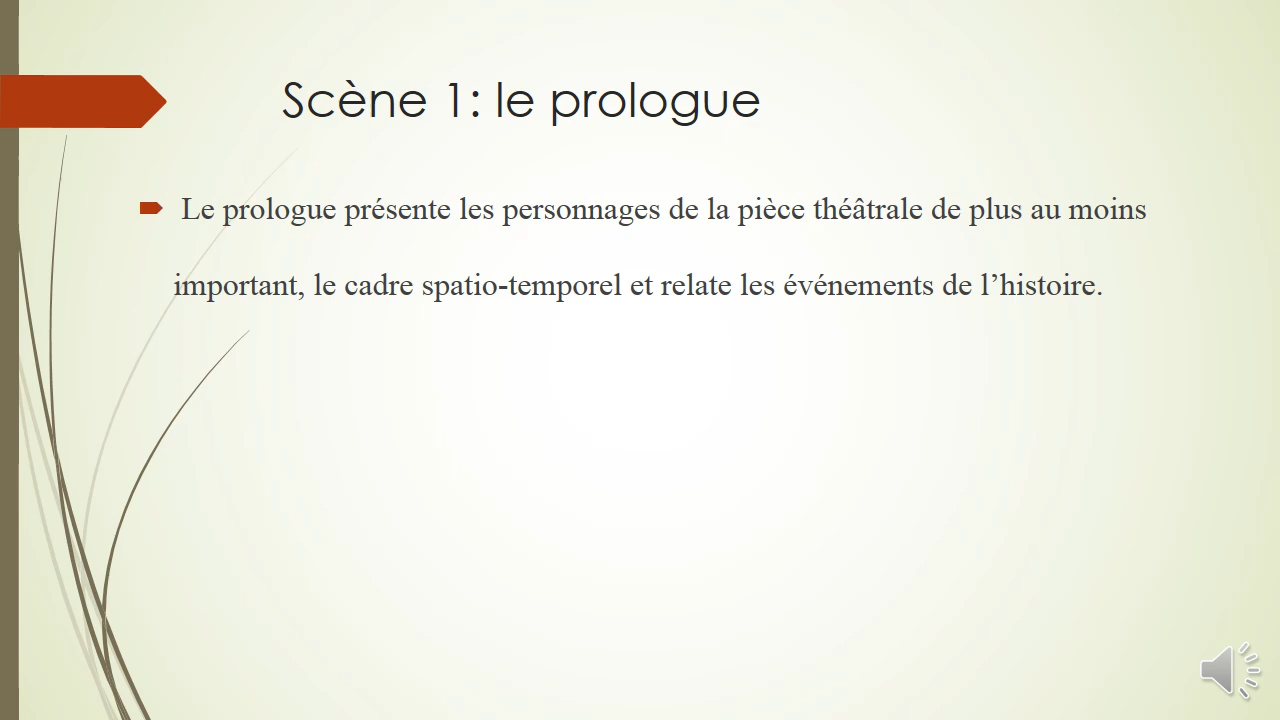 Scène 1: le prologue
Le prologue présente les personnages de la pièce théâtrale de plus au moins
important, le cadre spatio-temporel et relate les événements de l’histoire.